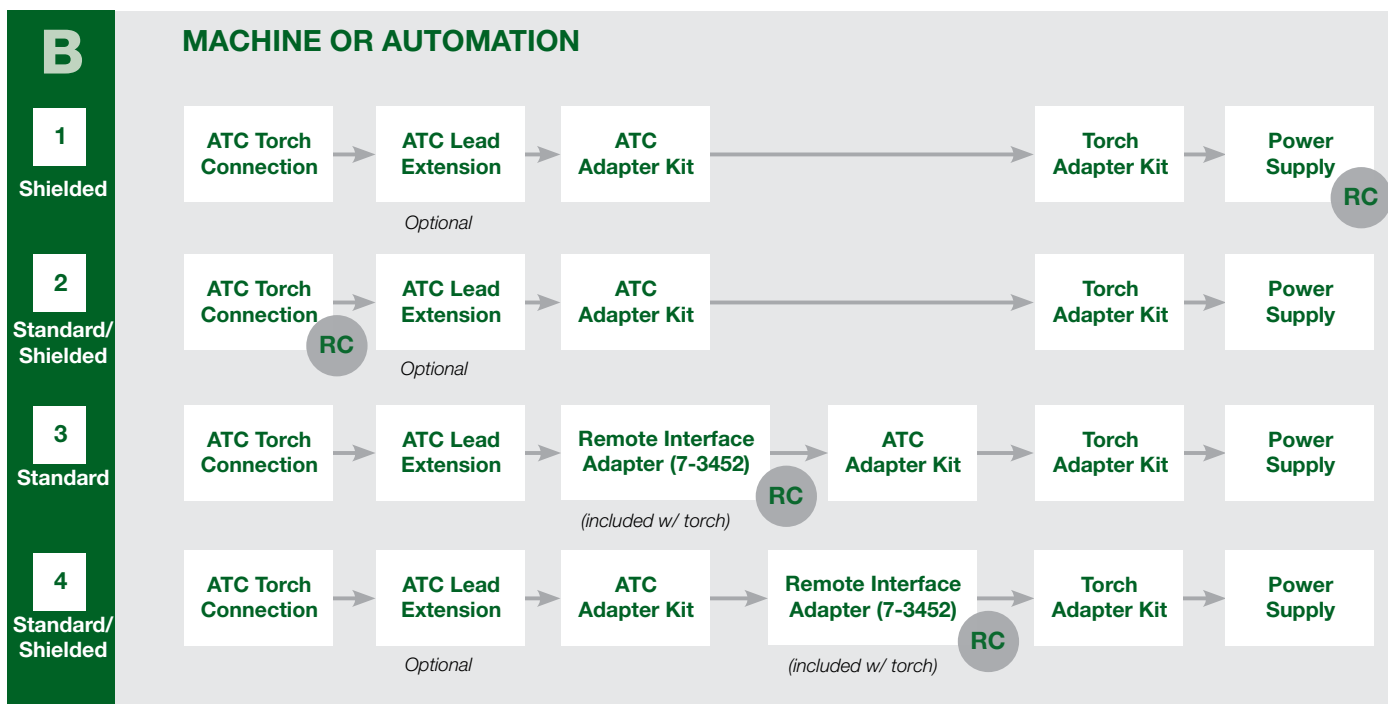 B
MACHINE OR AUTOMATION
1
Shielded
ATC Torch
Connection
ATC Lead
Extension
Optional
ATC
Adapter Kit
Torch
Adapter Kit
Power
Supply
RC
2
Standard/
Shielded
ATC Torch
Connection
RC
ATC Lead
Extension
Optional
ATC
Adapter Kit
Torch
Adapter Kit
Power
Supply
3
Standard
ATC Torch
Connection
ATC Lead
Extension
Remote Interface
Adapter (7-3452)
(included w/ torch)
RC
ATC
Adapter Kit
Torch
Adapter Kit
Power
Supply
4
Standard/
Shielded
ATC Torch
Connection
ATC Lead
Extension
Optional
ATC
Adapter Kit
Remote Interface
Adapter (7-3452)
(included w/ torch)
RC
Torch
Adapter Kit
Power
Supply